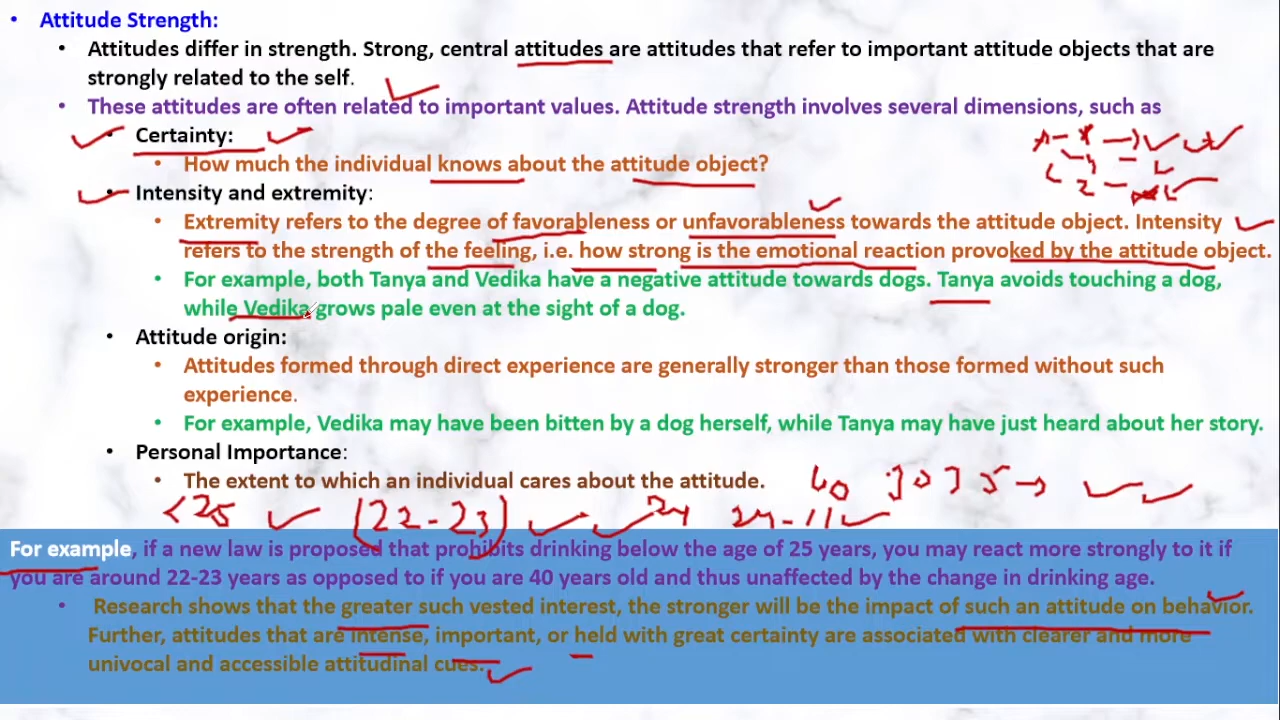 • Attitude Strength:
• Attitudes differ in strength. Strong, central attitudes are attitudes that refer to important attitude objects that are
strongly related to the self.
• These attitudes are often related to important values. Attitude strength involves several dimensions, such as
• Certainty:
• How much the individual knows about the attitude object?
• Intensity and extremity:
• Extremity refers to the degree of favorableness or unfavorableness towards the attitude object. Intensity
refers to the strength of the feeling, i.e. how strong is the emotional reaction provoked by the attitude object.
• For example, both Tanya and Vedika have a negative attitude towards dogs. Tanya avoids touching a dog,
while Vedika grows pale even at the sight of a dog.
• Attitude origin:
• Attitudes formed through direct experience are generally stronger than those formed without such
experience.
• For example, Vedika may have been bitten by a dog herself, while Tanya may have just heard about her story.
• Personal Importance:
• The extent to which an individual cares about the attitude.
40 30 35
<25 (22-23) 24 24-11
For example, if a new law is proposed that prohibits drinking below the age of 25 years, you may react more strongly to it if
you are around 22-23 years as opposed to if you are 40 years old and thus unaffected by the change in drinking age.
• Research shows that the greater such vested interest, the stronger will be the impact of such an attitude on behavior.
Further, attitudes that are intense, important, or held with great certainty are associated with clearer and more
univocal and accessible attitudinal cues.